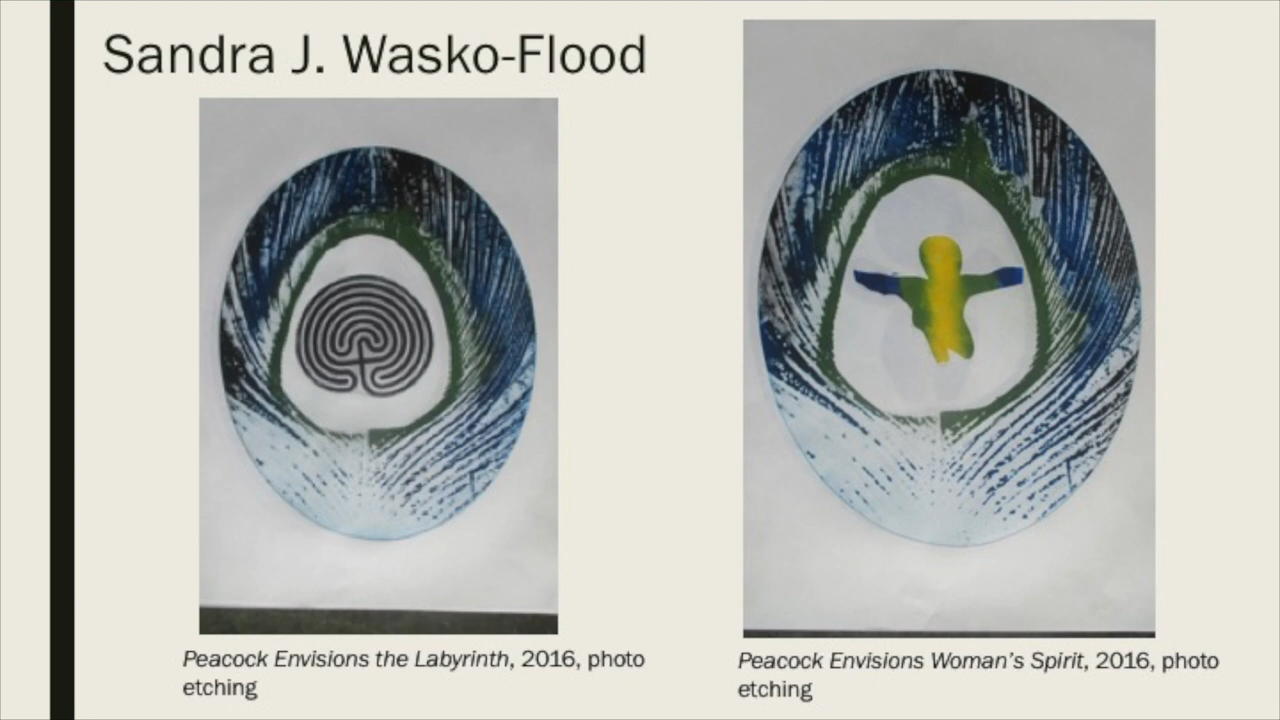 Sandra J. Wasko-Flood
Peacock Envisions the Labyrinth, 2016, photo
etching
Peacock Envisions Woman’s Spirit, 2016, photo
etching